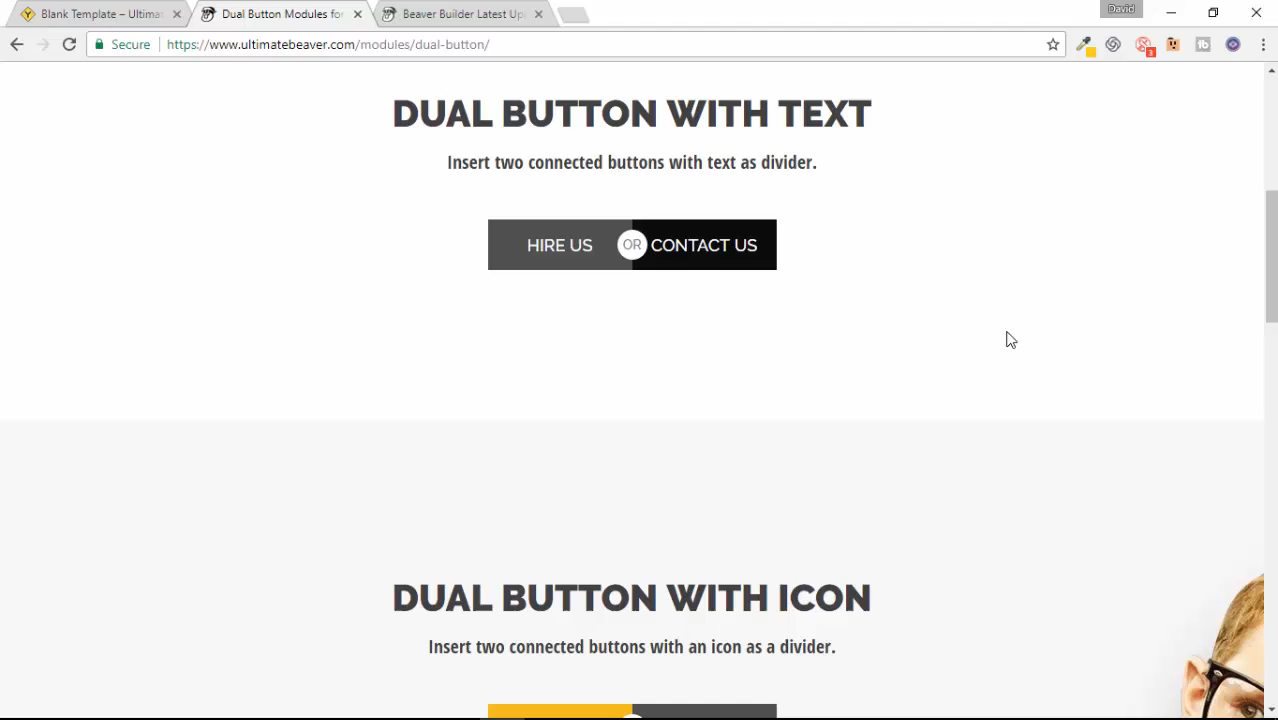 Blank Template – Ultima
Dual Button Modules for
Beaver Builder Latest Up
David
Secure
https://www.ultimatebeaver.com/modules/dual-button/
3
DUAL BUTTON WITH TEXT
Insert two connected buttons with text as divider.
HIRE US
OR
CONTACT US
DUAL BUTTON WITH ICON
Insert two connected buttons with an icon as a divider.